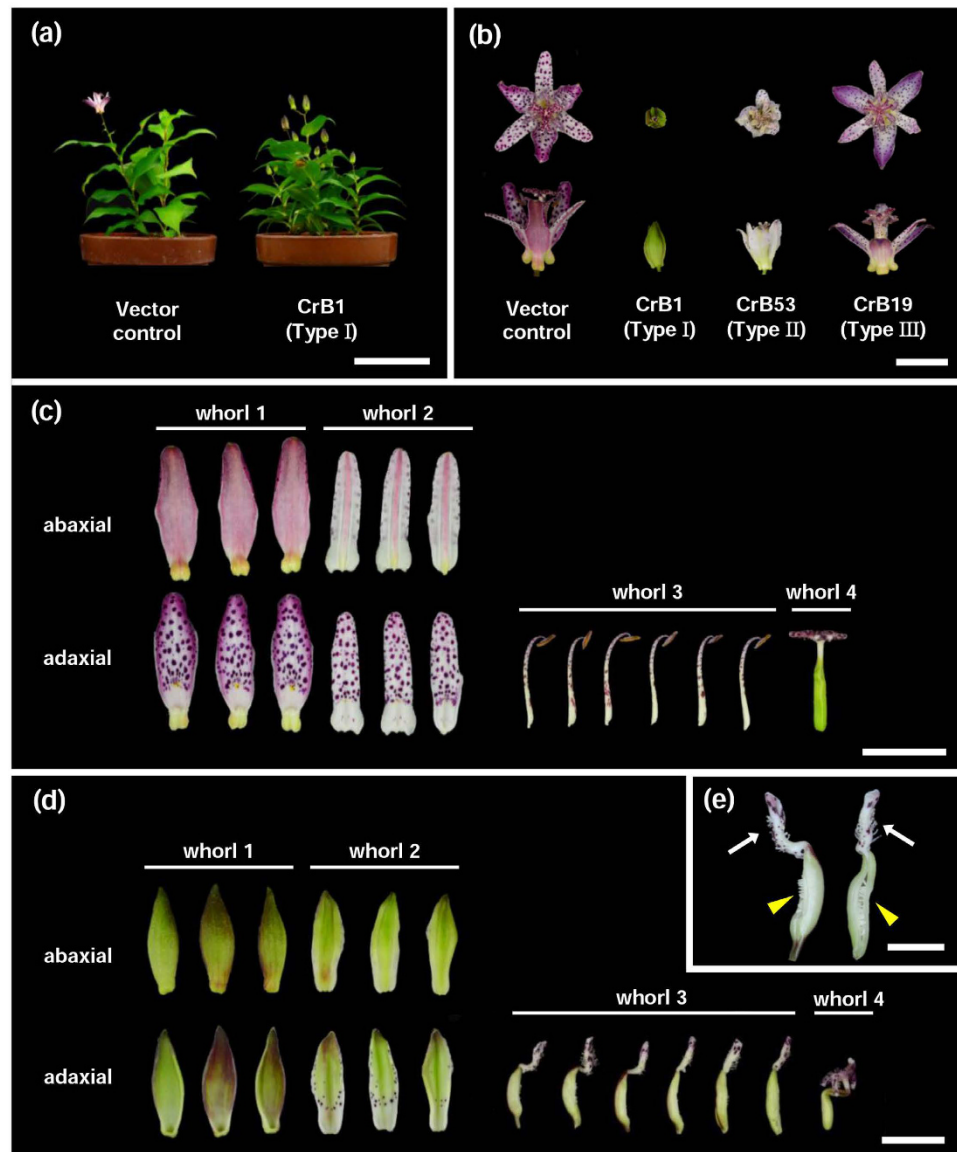 (a)
Vector
control
CrB1
(Type Ⅰ)
(b)
Vector
control
CrB1
(Type Ⅰ)
CrB53
(Type Ⅱ)
CrB19
(Type Ⅲ)
(c)
whorl 1
whorl 2
abaxial
adaxial
whorl 3
whorl 4
(d)
whorl 1
whorl 2
abaxial
adaxial
whorl 3
whorl 4
(e)